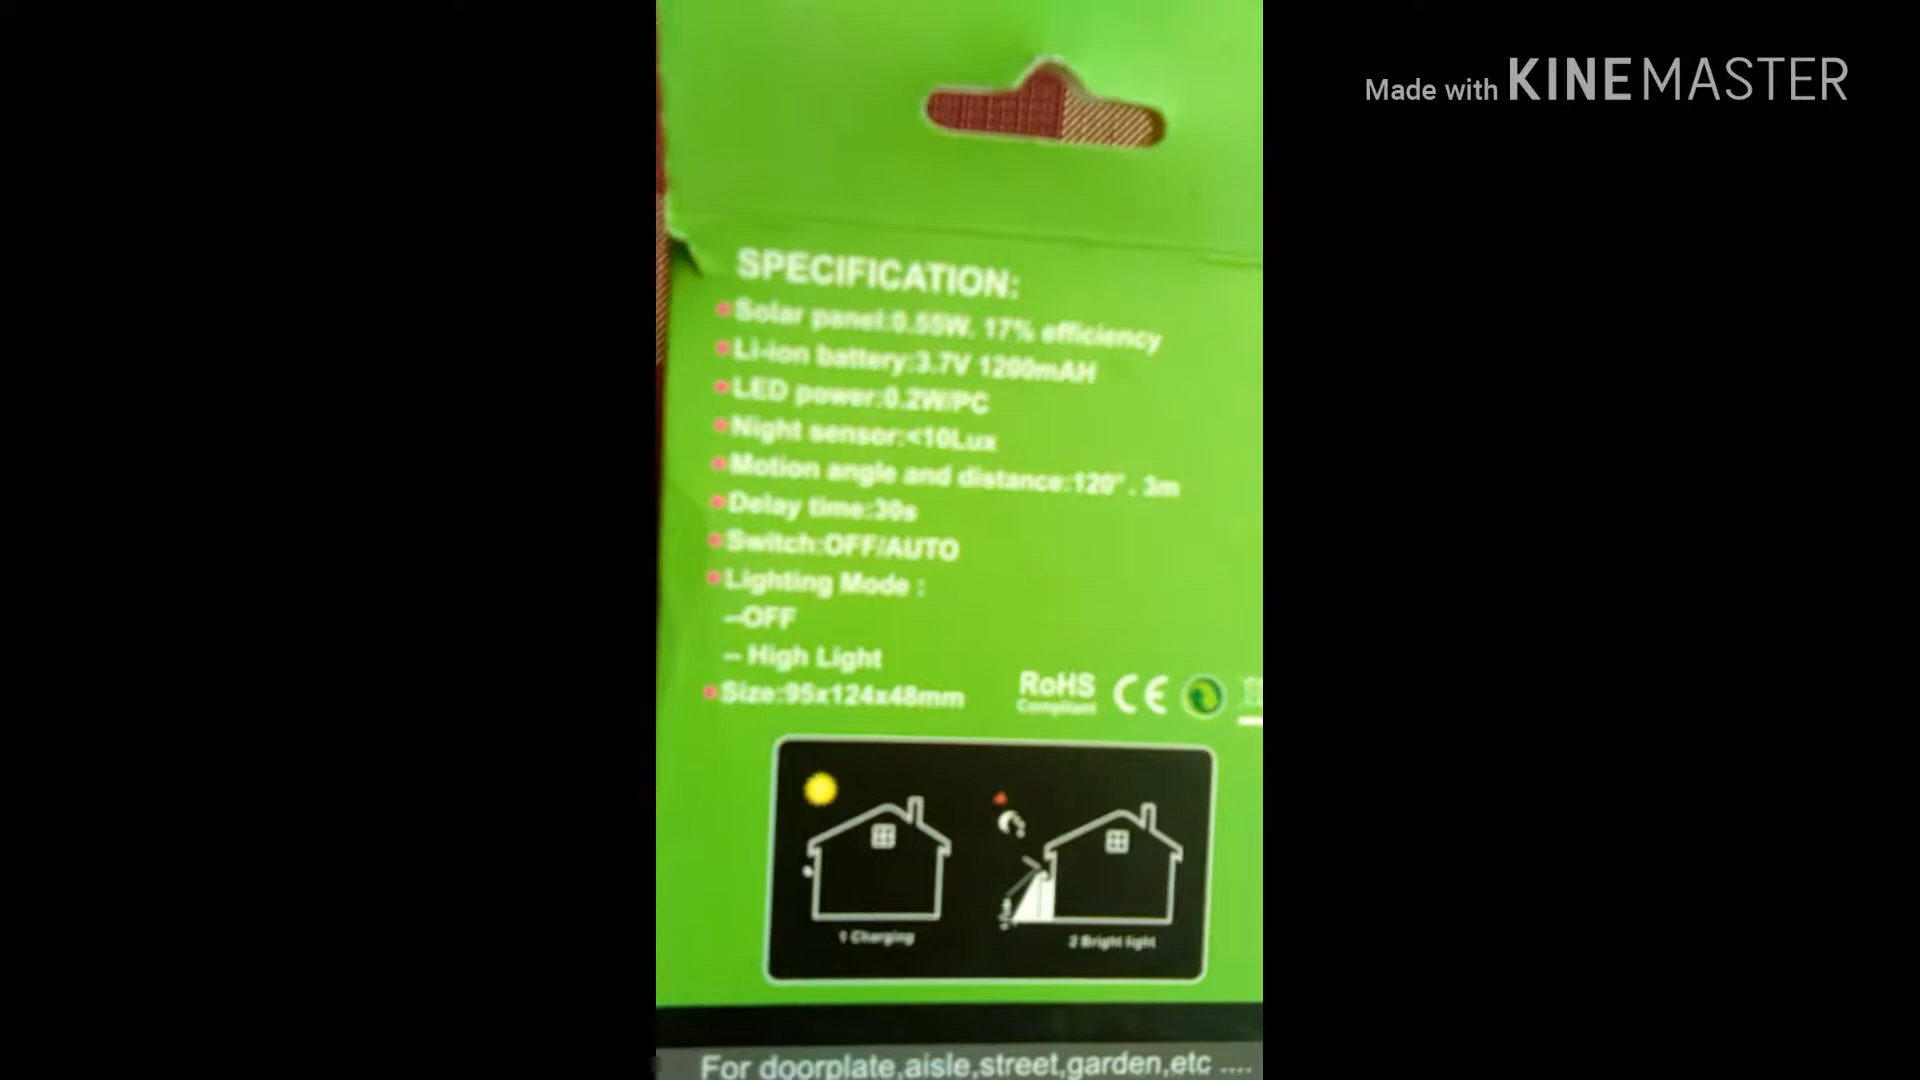 Made with KINEMASTER
SPECIFICATION:
Solar panel:0.55W. 17% efficiency
Li-ion battery:3.7V 1200mAH
LED power:0.2W/PC
Night sensor:<10Lux
Motion angle and distance:120°. 3m
Delay time:30s
Switch:OFF/AUTO
Lighting Mode :
--OFF
-- High Light
Size:95x124x48mm
RoHS
Compliant
CE
1 Charging
2 Bright light
For doorplate,aisle,street,garden,etc ....